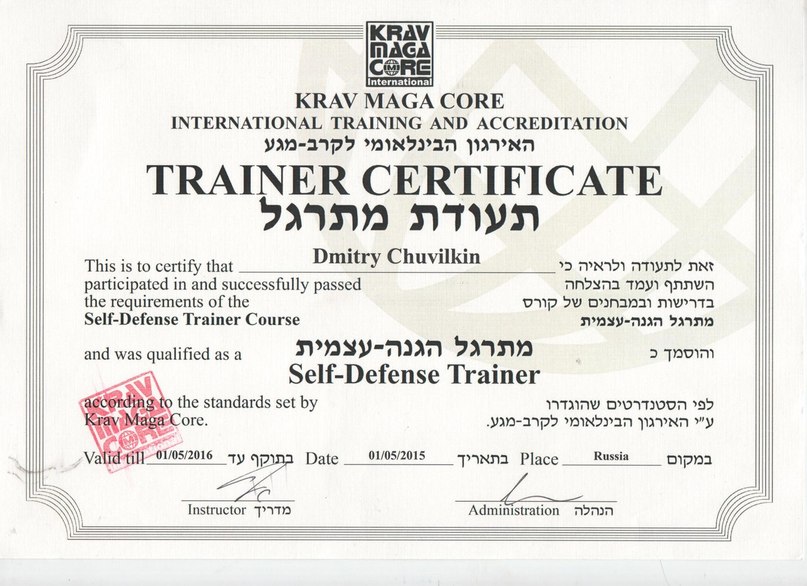 KRAV
MAGA
CORE
International
KRAV MAGA CORE
INTERNATIONAL TRAINING AND ACCREDITATION
האירגון הבינלאומי לקרב-מגע
TRAINER CERTIFICATE
תעודת מתרגל
Dmitry Chuvilkin
This is to certify that זאת לתעודה ולראיה כי
participated in and successfully passed השתתף ועמד בהצלחה
the requirements of the בדרישות ובמבחנים של קורס
Self-Defense Trainer Course מתרגל הגנה-עצמית
and was qualified as a מתרגל הגנה-עצמית והוסמך כ
Self-Defense Trainer
according to the standards set by לפי הסטנדרטים שהוגדרו
Krav Maga Core. ע״י האירגון הבינלאומי לקרב-מגע.
KRAV
MAGA
CORE
Valid till 01/05/2016 בתוקף עד Date 01/05/2015 בתאריך Place Russia במקום
Instructor מדריך Administration הנהלה